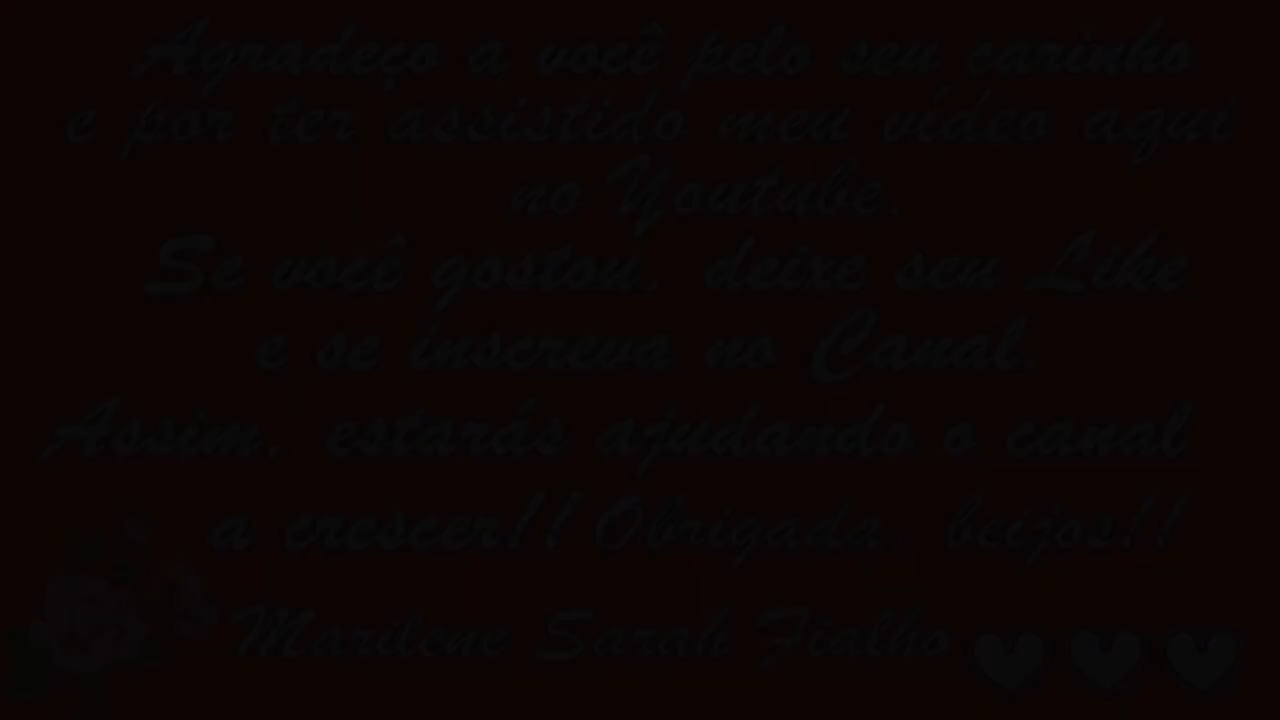 Agradeço a você pelo seu carinho
e por ter assistido meu vídeo aqui
no Youtube.
Se você gostou, deixe seu Like
e se inscreva no Canal.
Assim, estarás ajudando o canal
a crescer!! Obrigada, beijos!!
Marilene Sarah Fialho